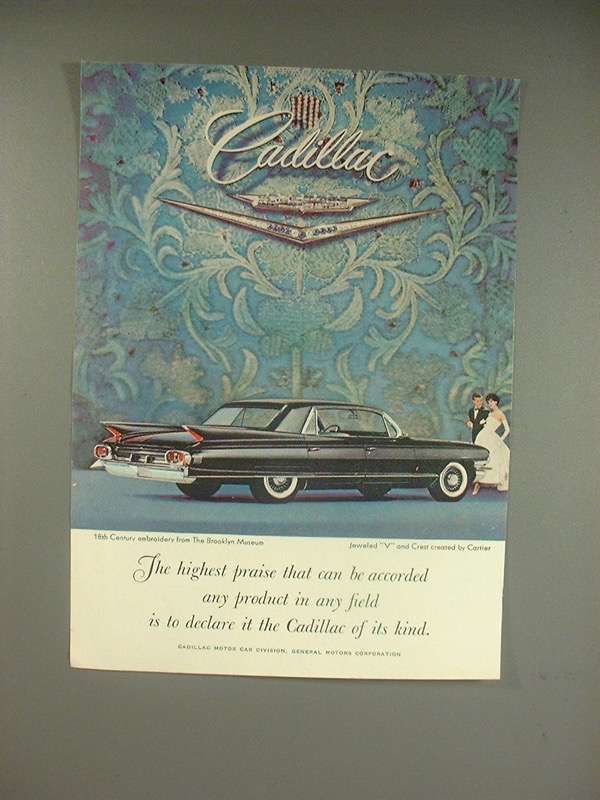 Cadillac
18th Century embroidery from The Brooklyn Museum
Jeweled "V" and Crest created by Cartier
The highest praise that can be accorded
any product in any field
is to declare it the Cadillac of its kind.
CADILLAC MOTOR CAR DIVISION, GENERAL MOTORS CORPORATION